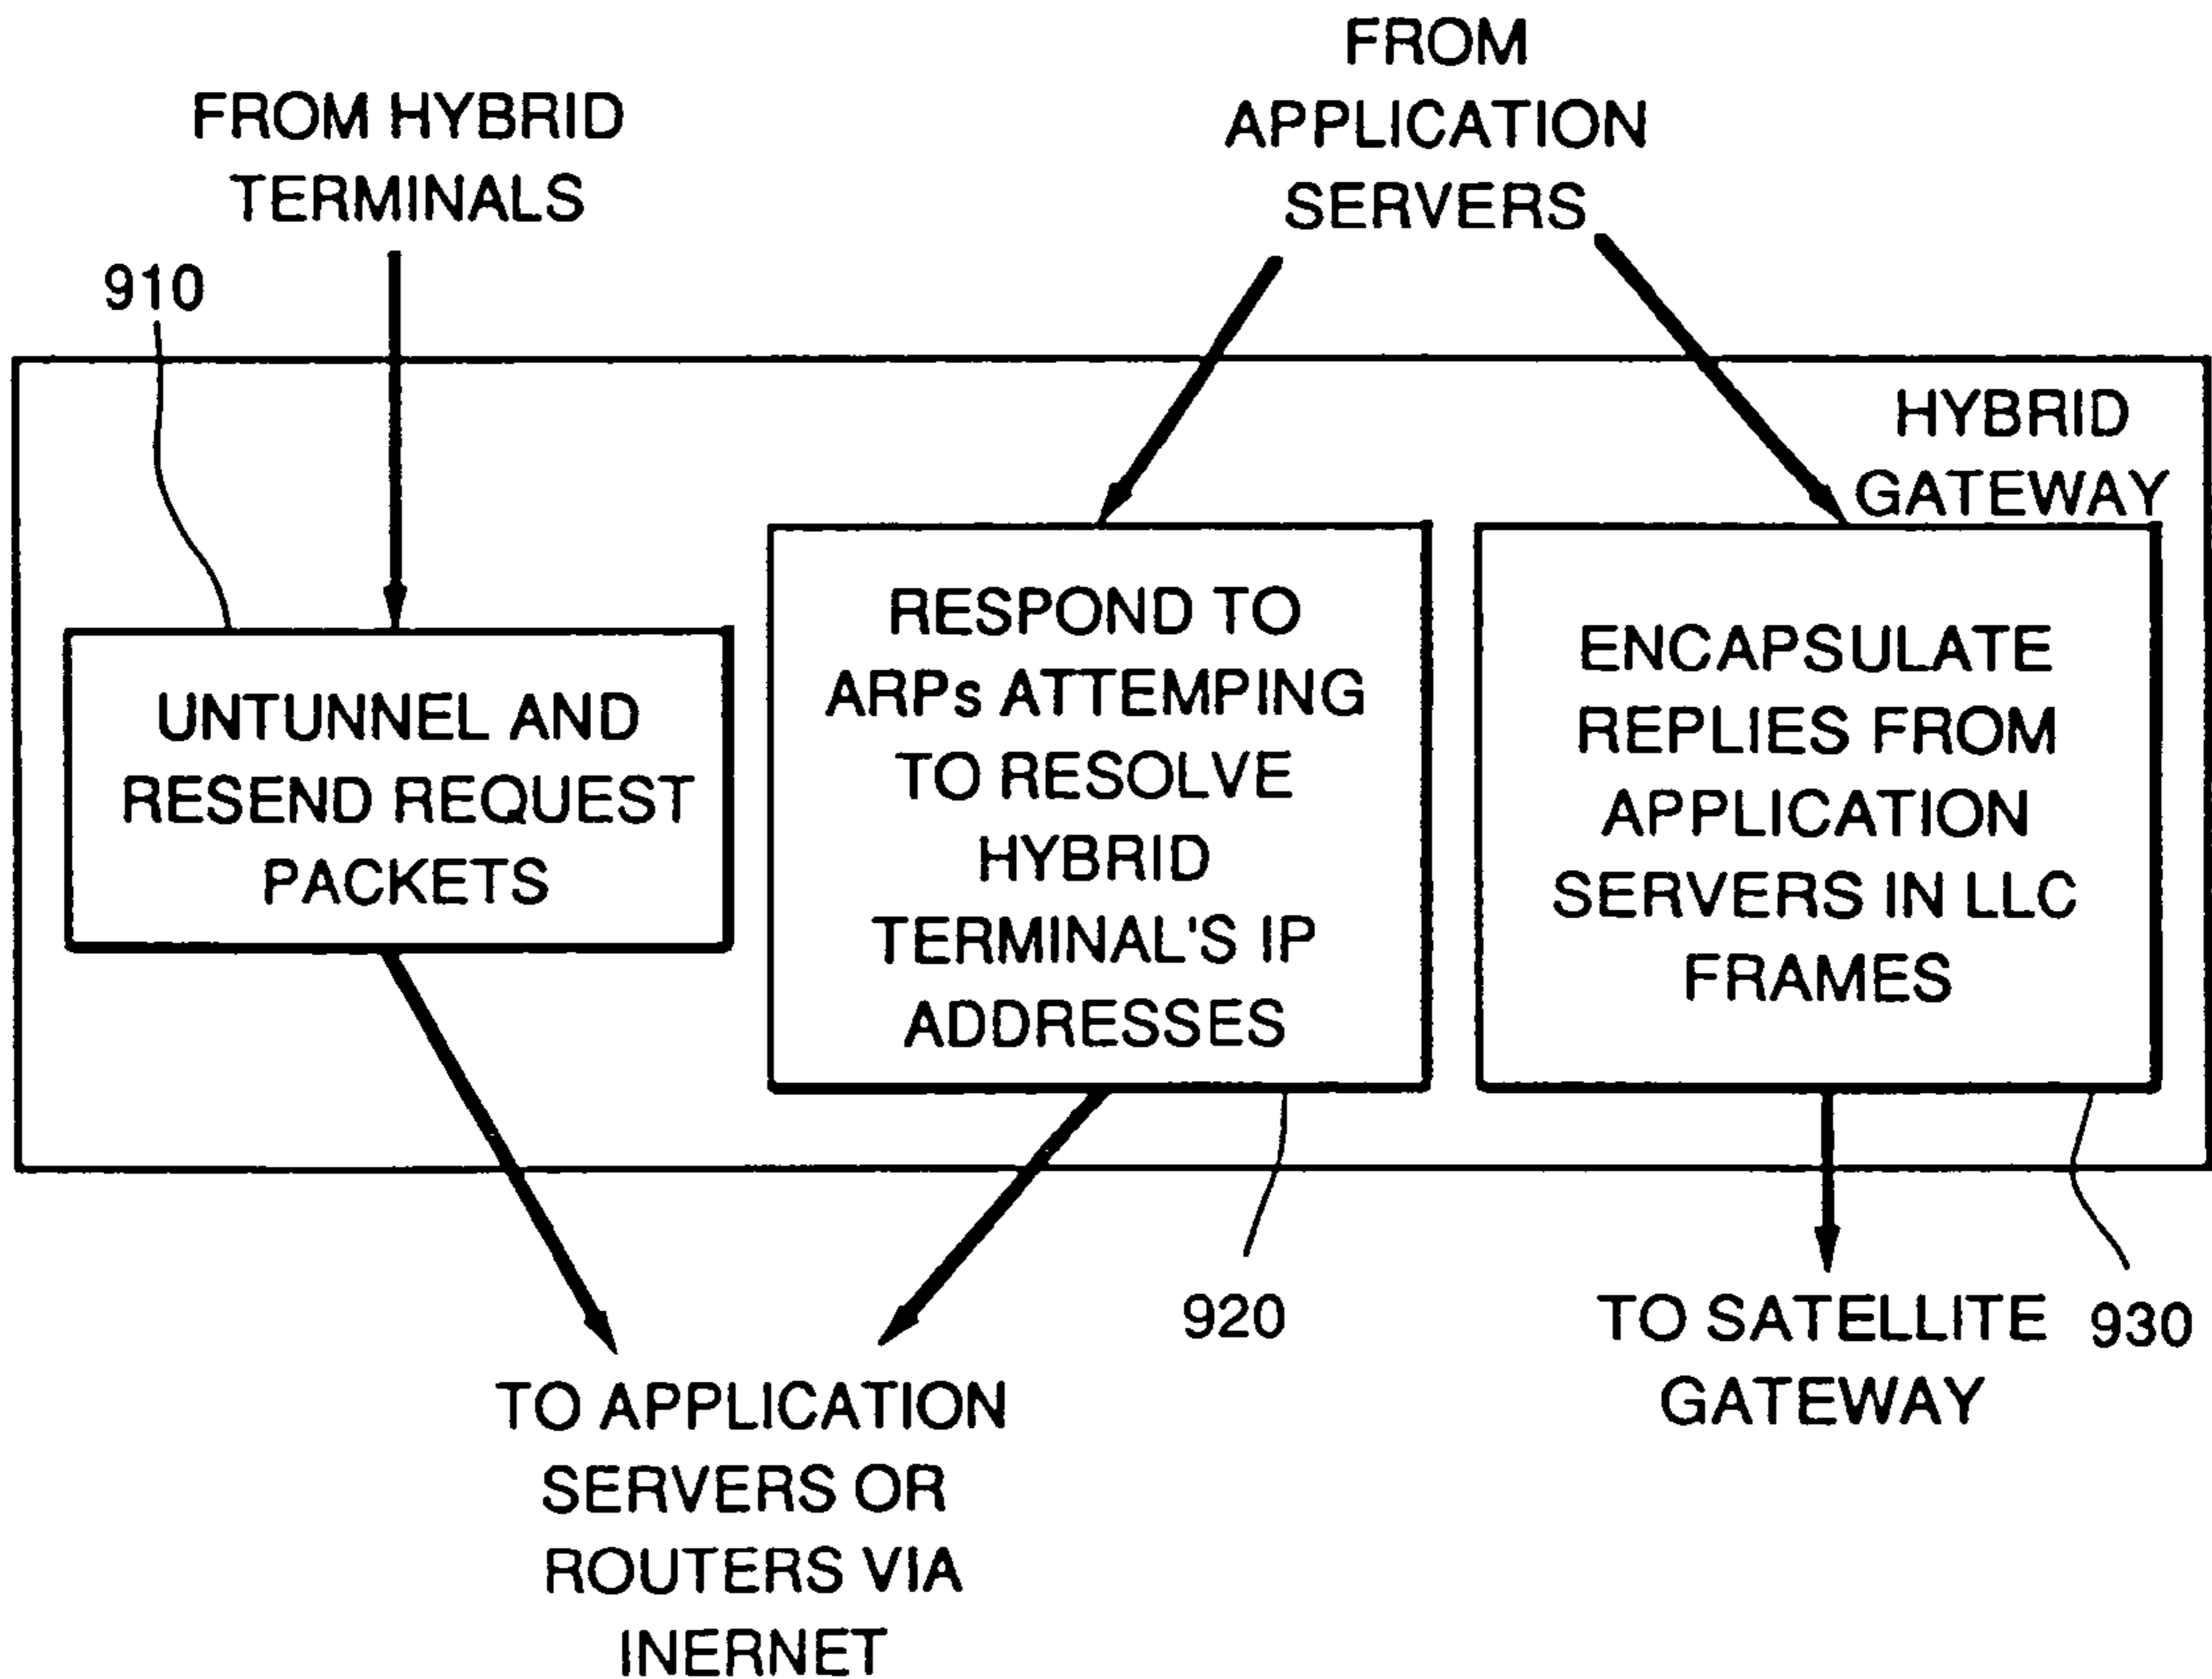 FROM HYBRID
TERMINALS
FROM
APPLICATION
SERVERS
910
HYBRID
GATEWAY
UNTUNNEL AND
RESEND REQUEST
PACKETS
RESPOND TO
ARPs ATTEMPING
TO RESOLVE
HYBRID
TERMINAL'S IP
ADDRESSES
ENCAPSULATE
REPLIES FROM
APPLICATION
SERVERS IN LLC
FRAMES
920
930
TO APPLICATION
SERVERS OR
ROUTERS VIA
INERNET
TO SATELLITE
GATEWAY